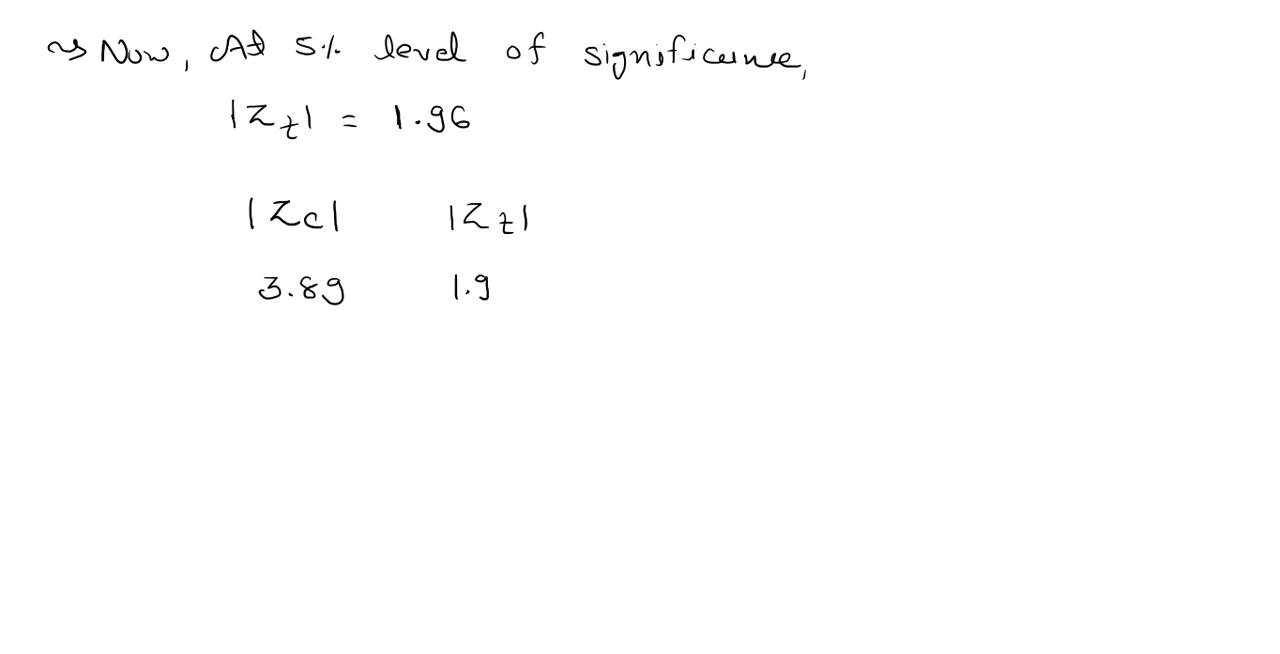 ~> Now, At 5% level of significance,
|Zt| = 1.96
|Zc| |Zt|
3.89 1.9